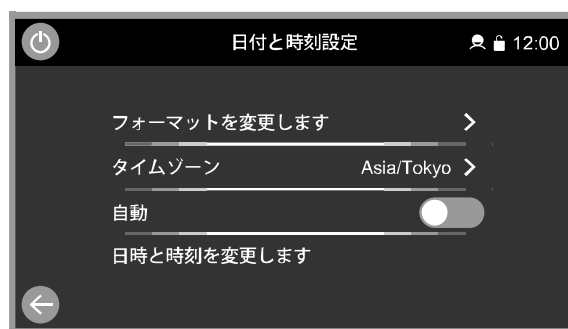 日付と時刻設定 12:00
フォーマットを変更します
タイムゾーン Asia/Tokyo
自動
日時と時刻を変更します